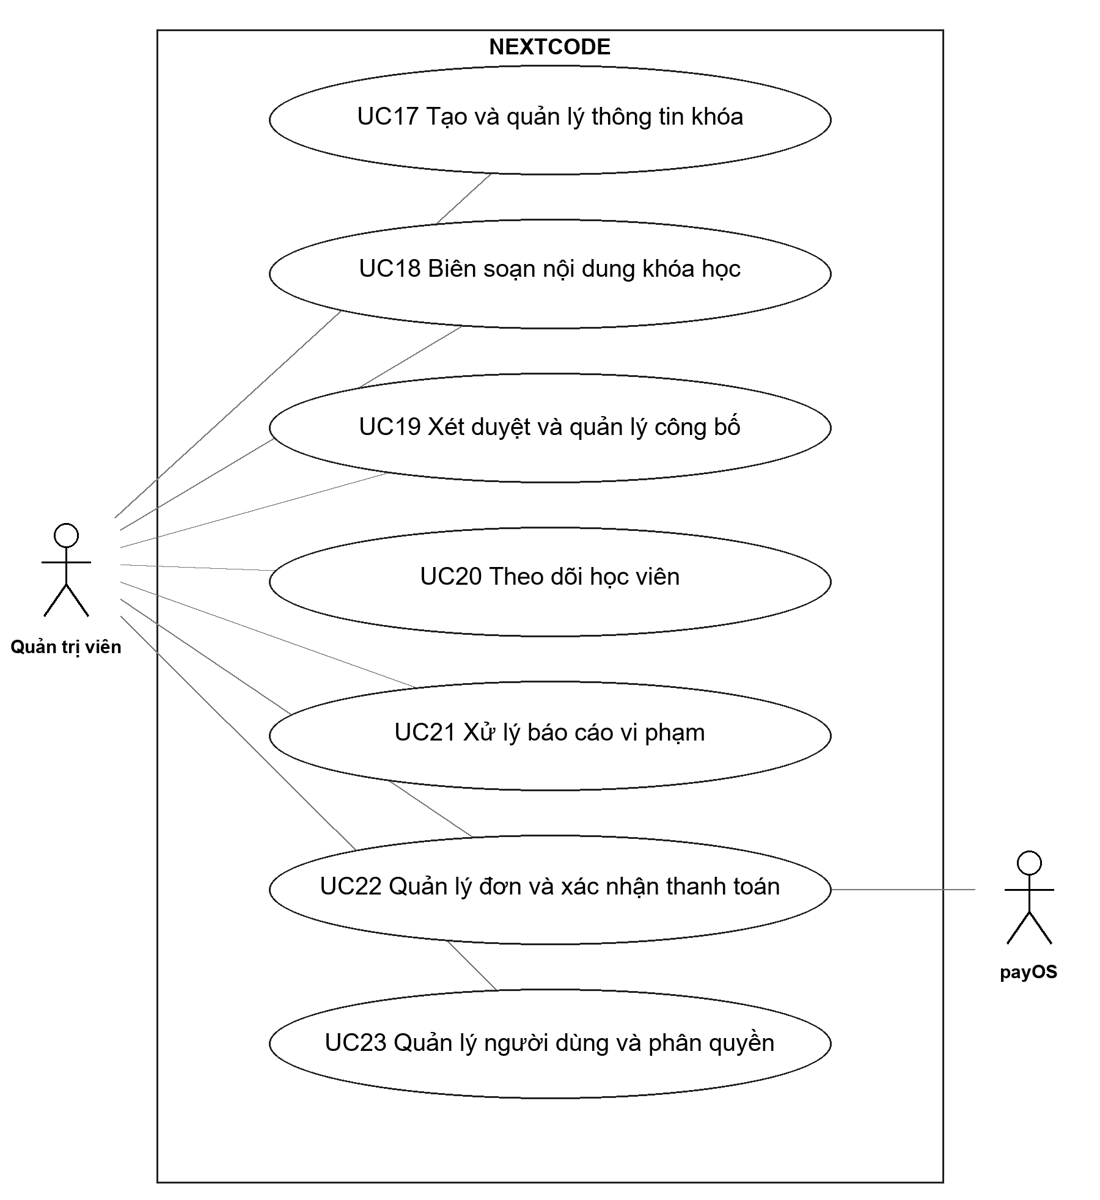 NEXTCODE
UC17 Tạo và quản lý thông tin khóa
UC18 Biên soạn nội dung khóa học
UC19 Xét duyệt và quản lý công bố
UC20 Theo dõi học viên
Quản trị viên
UC21 Xử lý báo cáo vi phạm
UC22 Quản lý đơn và xác nhận thanh toán
payOS
UC23 Quản lý người dùng và phân quyền